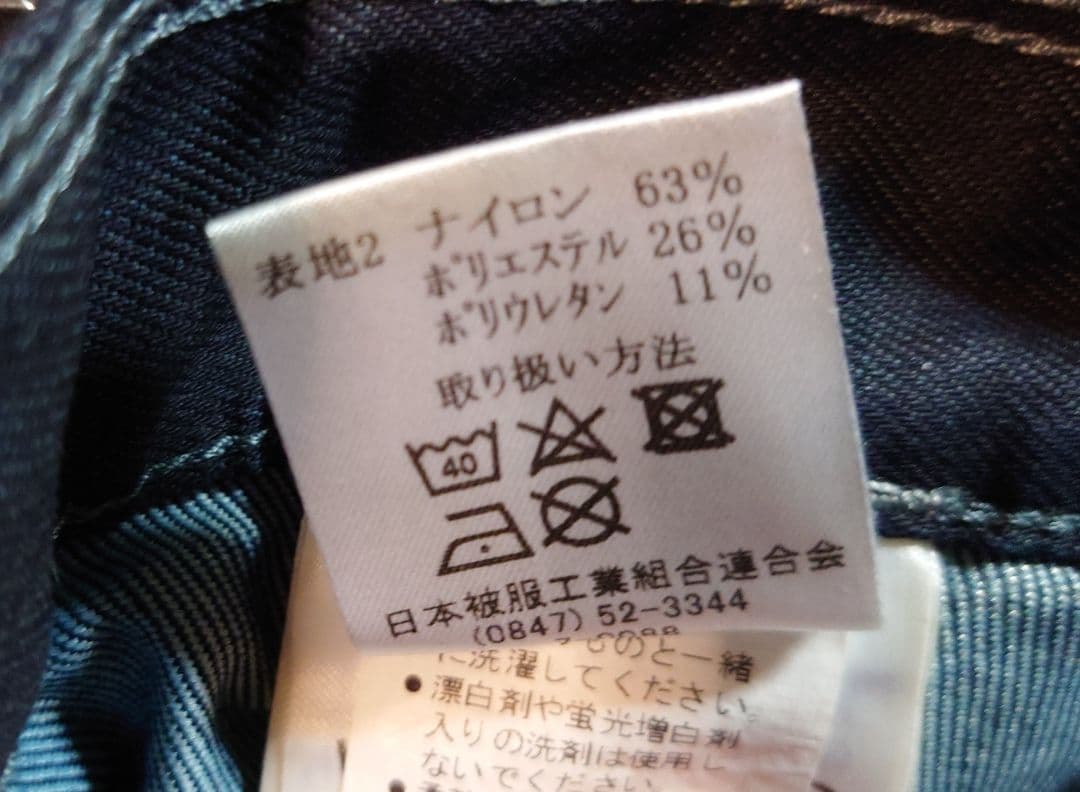 表地2 ナイロン 63%
ポリエステル 26%
ポリウレタン 11%
取り扱い方法
40
日本被服工業組合連合会
(0847) 52-3344
に洗濯してください。
●漂白剤や蛍光増白剤
入りの洗剤は使用し
ないでください。